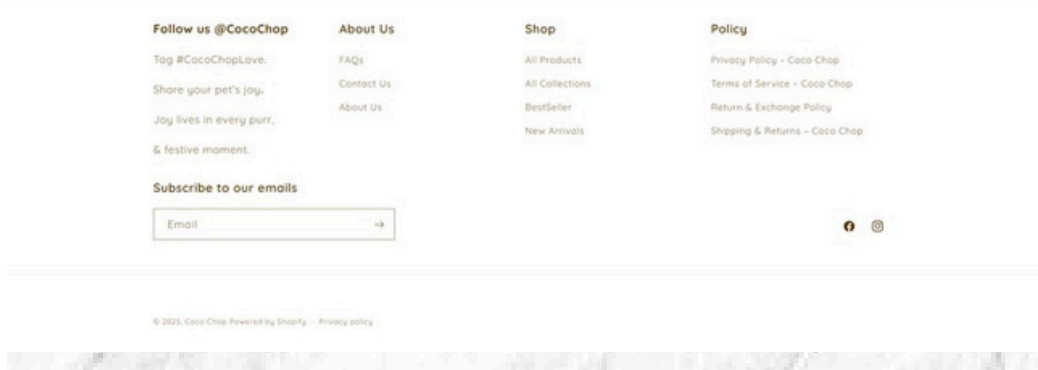 Follow us @CocoChop
Tag #CocoChopLove.
Share your pet's joy.
Joy lives in every purr,
& festive moment.
About Us
FAQs
Contact Us
About Us
Shop
All Products
All Collections
BestSeller
New Arrivals
Policy
Privacy Policy – Coco Chop
Terms of Service – Coco Chop
Return & Exchange Policy
Shipping & Returns – Coco Chop
Subscribe to our emails
Email
© 2025, Coco Chop Powered by Shopify · Privacy policy